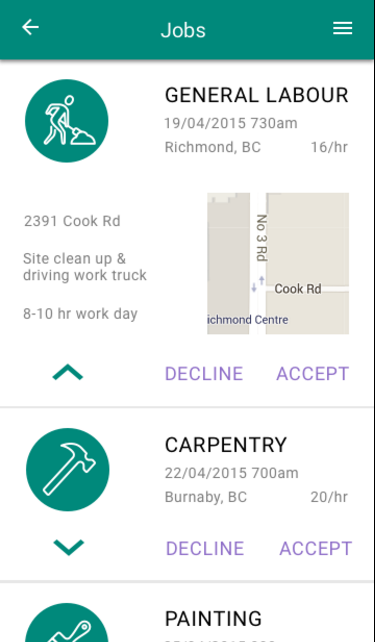 Jobs
GENERAL LABOUR
19/04/2015 730am
Richmond, BC 16/hr
2391 Cook Rd
Site clean up &
driving work truck
8-10 hr work day
No 3 Rd
Cook Rd
ichmond Centre
DECLINE ACCEPT
CARPENTRY
22/04/2015 700am
Burnaby, BC 20/hr
DECLINE ACCEPT
PAINTING